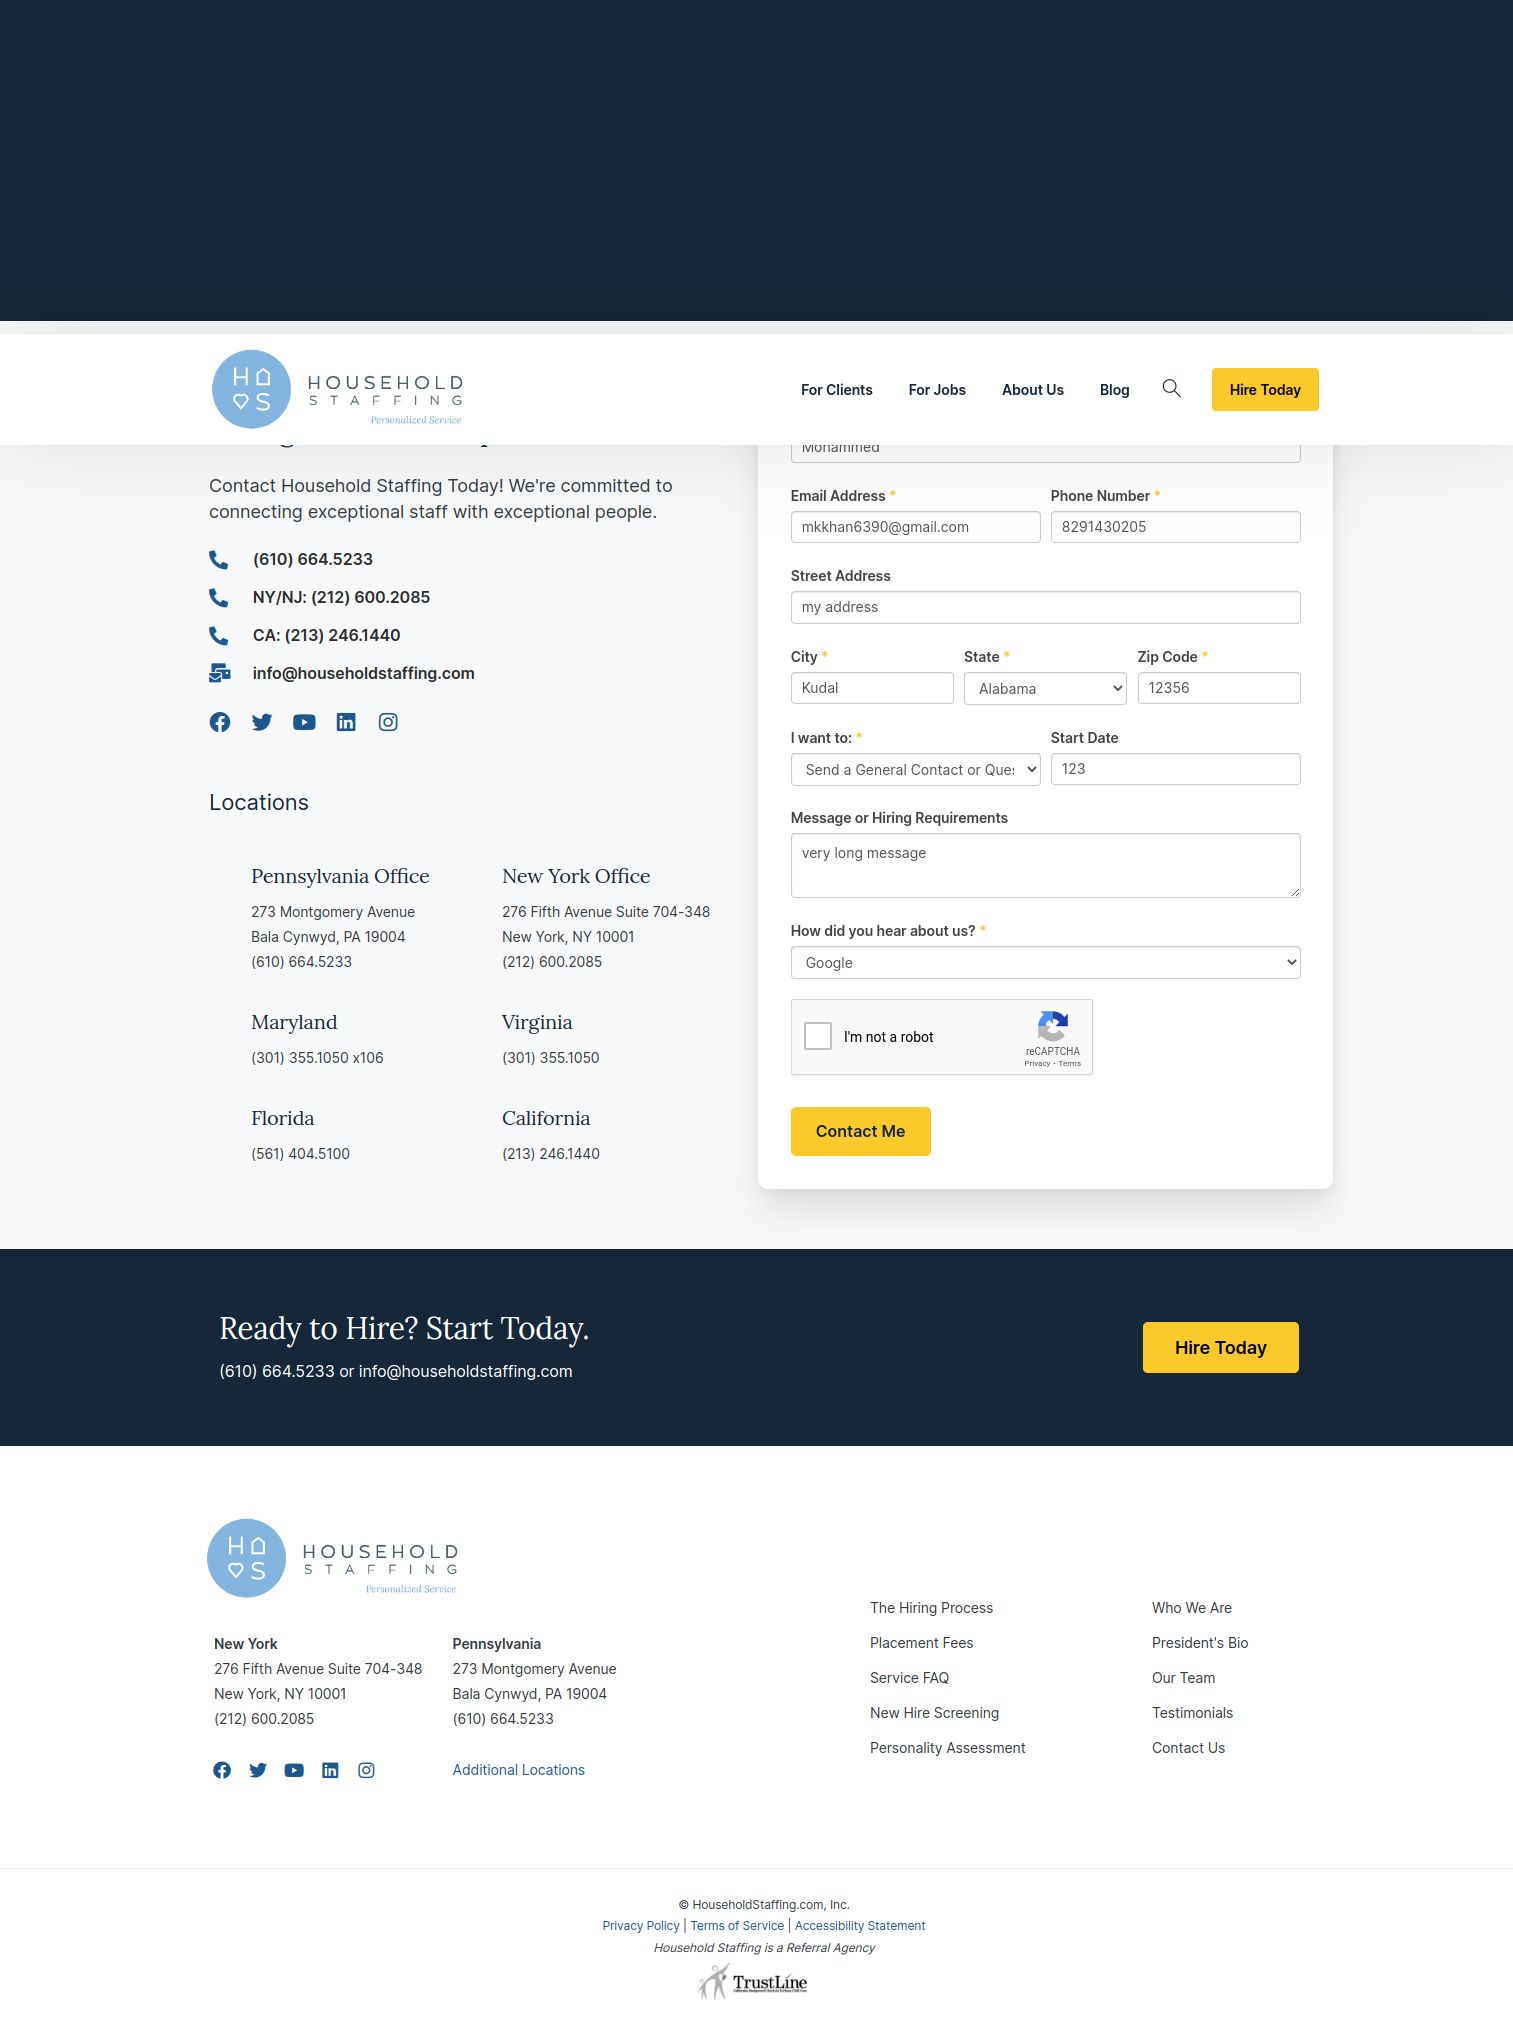 HOUSEHOLD
STAFFING
Personalized Service
For Clients
For Jobs
About Us
Blog
Hire Today
Contact Household Staffing Today! We're committed to
connecting exceptional staff with exceptional people.
(610) 664.5233
NY/NJ: (212) 600.2085
CA: (213) 246.1440
info@householdstaffing.com
Locations
Pennsylvania Office
273 Montgomery Avenue
Bala Cynwyd, PA 19004
(610) 664.5233
New York Office
276 Fifth Avenue Suite 704-348
New York, NY 10001
(212) 600.2085
Maryland
(301) 355.1050 x106
Virginia
(301) 355.1050
Florida
(561) 404.5100
California
(213) 246.1440
Mohammed
Email Address *
mkkhan6390@gmail.com
Phone Number *
8291430205
Street Address
my address
City *
Kudal
State *
Alabama
Zip Code *
12356
I want to: *
Send a General Contact or Ques
Start Date
123
Message or Hiring Requirements
very long message
How did you hear about us? *
Google
I'm not a robot
reCAPTCHA
Privacy - Terms
Contact Me
Ready to Hire? Start Today.
(610) 664.5233 or info@householdstaffing.com
Hire Today
HOUSEHOLD
STAFFING
Personalized Service
New York
276 Fifth Avenue Suite 704-348
New York, NY 10001
(212) 600.2085
Pennsylvania
273 Montgomery Avenue
Bala Cynwyd, PA 19004
(610) 664.5233
Additional Locations
The Hiring Process
Placement Fees
Service FAQ
New Hire Screening
Personality Assessment
Who We Are
President's Bio
Our Team
Testimonials
Contact Us
© HouseholdStaffing.com, Inc.
Privacy Policy | Terms of Service | Accessibility Statement
Household Staffing is a Referral Agency
TrustLine